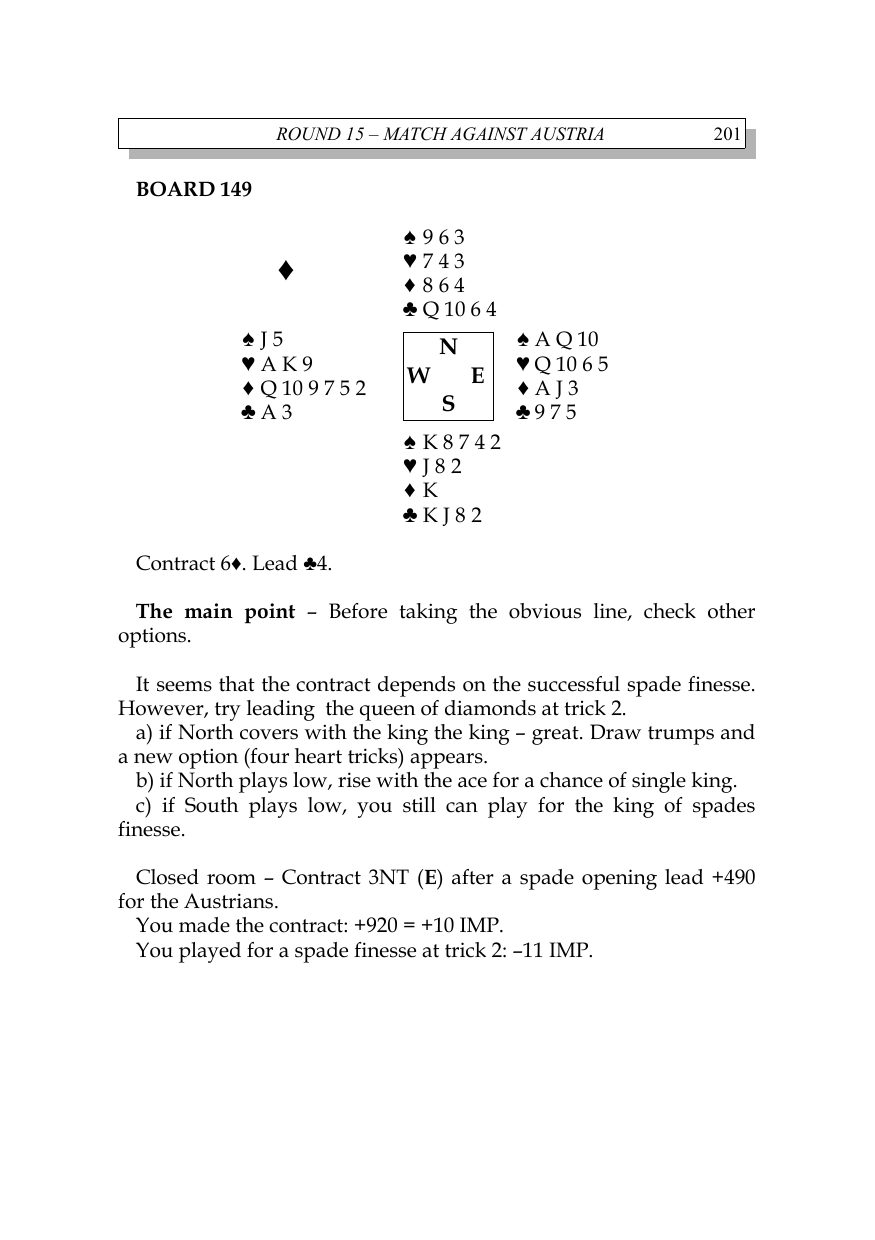 ROUND 15 – MATCH AGAINST AUSTRIA 201
BOARD 149
♠ 9 6 3
♥ 7 4 3
♦
♦ 8 6 4
♣ Q 10 6 4
♠ J 5
♥ A K 9
♦ Q 10 9 7 5 2
♣ A 3
N
W E
S
♠ A Q 10
♥ Q 10 6 5
♦ A J 3
♣ 9 7 5
♠ K 8 7 4 2
♥ J 8 2
♦ K
♣ K J 8 2
Contract 6♦. Lead ♣4.
The main point – Before taking the obvious line, check other
options.
It seems that the contract depends on the successful spade finesse.
However, try leading the queen of diamonds at trick 2.
a) if North covers with the king the king – great. Draw trumps and
a new option (four heart tricks) appears.
b) if North plays low, rise with the ace for a chance of single king.
c) if South plays low, you still can play for the king of spades
finesse.
Closed room – Contract 3NT (E) after a spade opening lead +490
for the Austrians.
You made the contract: +920 = +10 IMP.
You played for a spade finesse at trick 2: –11 IMP.